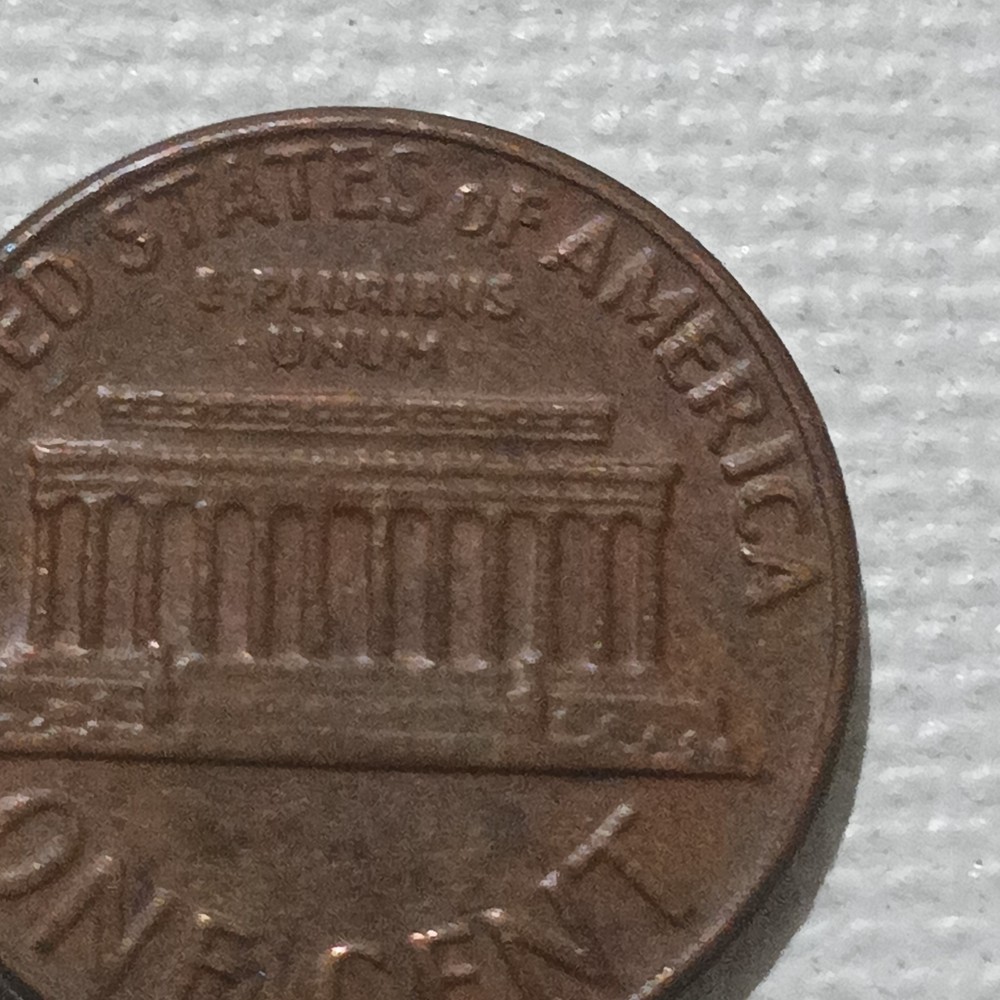 ED STATES OF AMERICA
E PLURIBUS
UNUM
ONE CENT